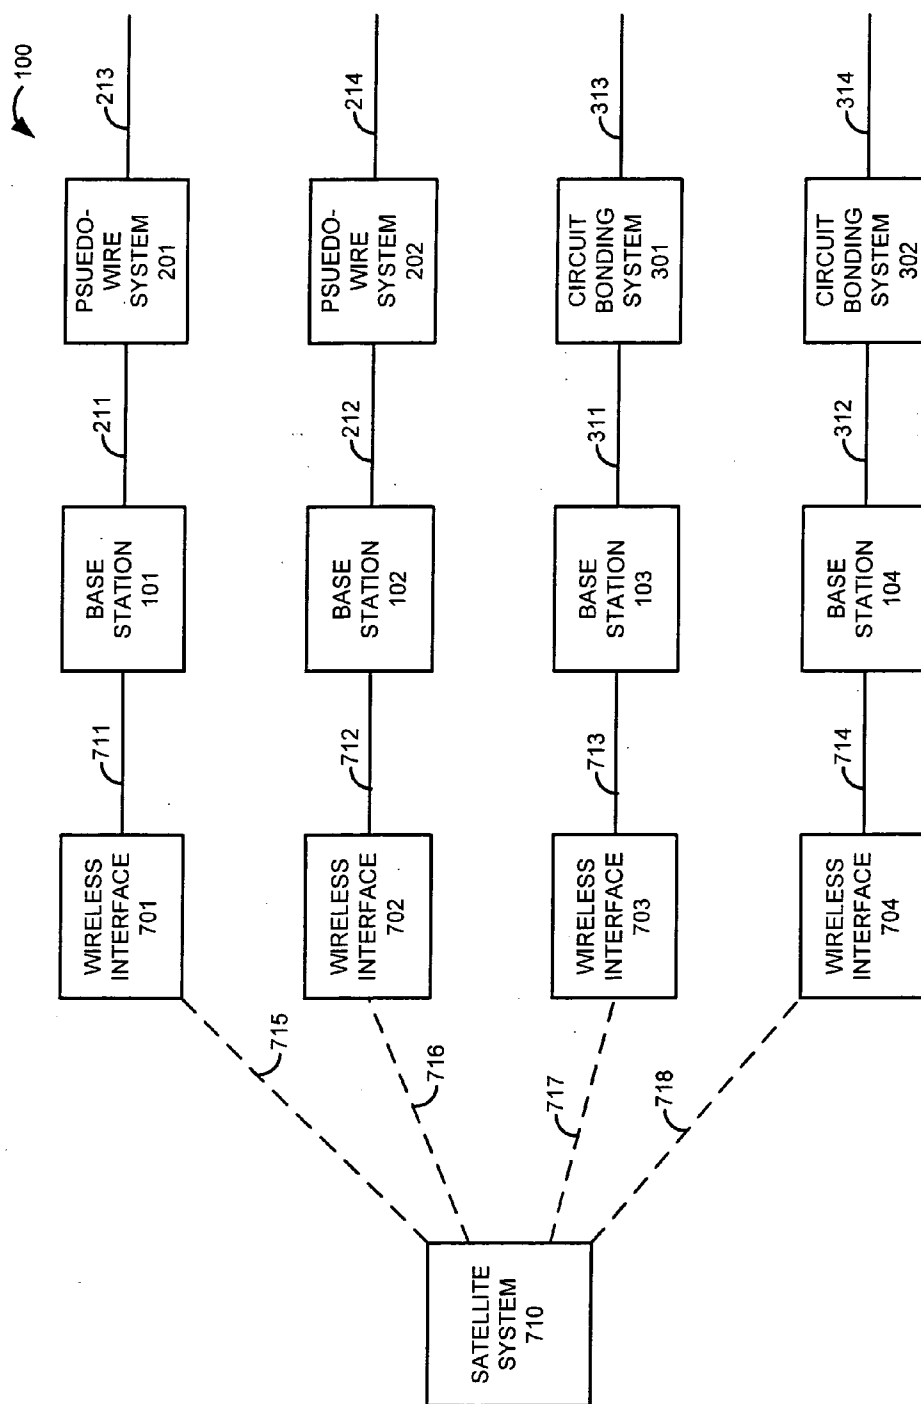 100
WIRELESS
INTERFACE
701
711
BASE
STATION
101
211
PSUEDO-
WIRE
SYSTEM
201
213
715
WIRELESS
INTERFACE
702
712
BASE
STATION
102
212
PSUEDO-
WIRE
SYSTEM
202
214
716
SATELLITE
SYSTEM
710
717
WIRELESS
INTERFACE
703
713
BASE
STATION
103
311
CIRCUIT
BONDING
SYSTEM
301
313
718
WIRELESS
INTERFACE
704
714
BASE
STATION
104
312
CIRCUIT
BONDING
SYSTEM
302
314